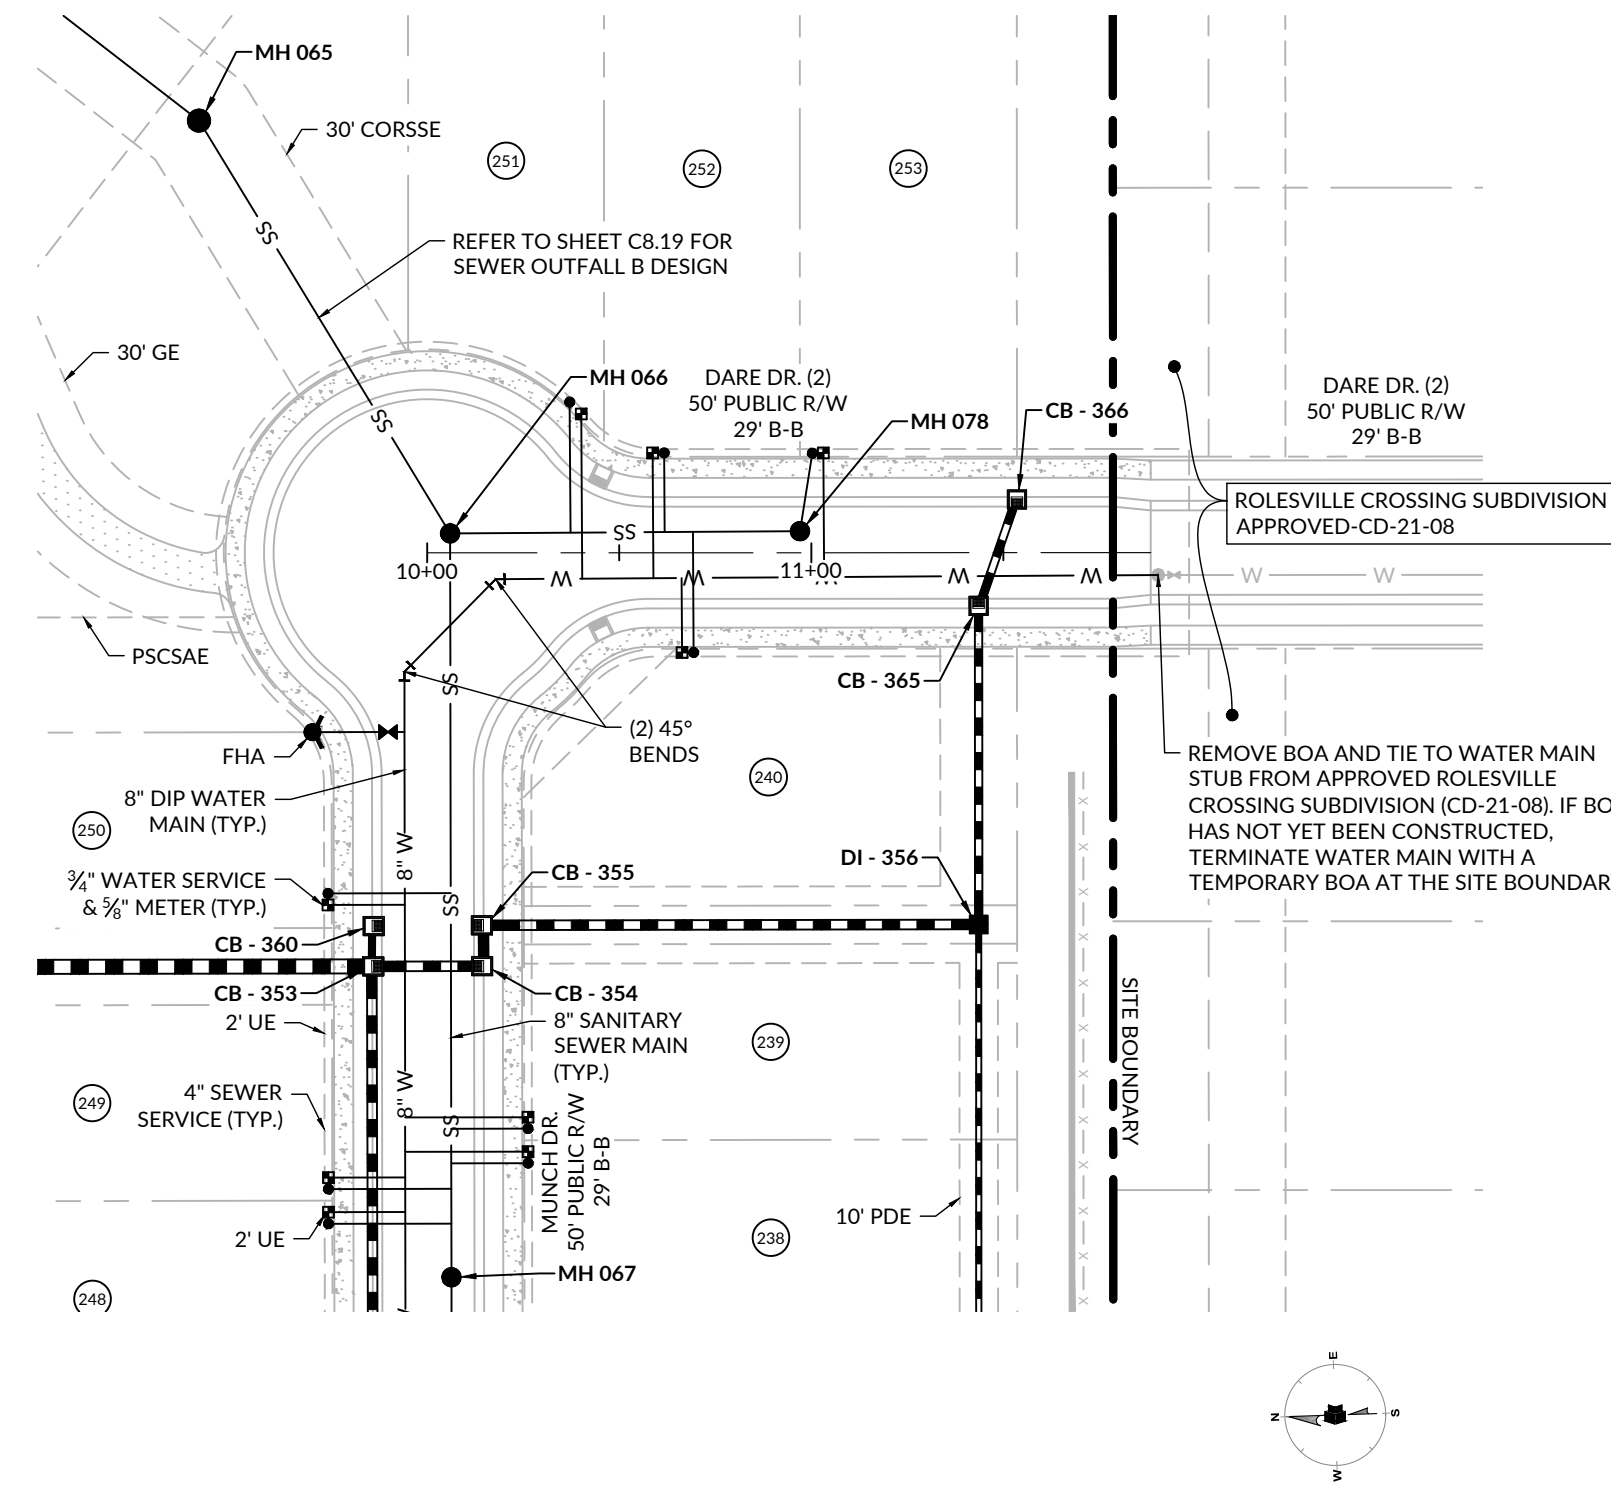 MH 065
30' CORSSE
251
252
253
SS
REFER TO SHEET C8.19 FOR
SEWER OUTFALL B DESIGN
30' GE
MH 066
DARE DR. (2)
50' PUBLIC R/W
29' B-B
MH 078
CB - 366
DARE DR. (2)
50' PUBLIC R/W
29' B-B
SS
ROLESVILLE CROSSING SUBDIVISION
APPROVED-CD-21-08
SS
10+00
11+00
W
W
W
W
W
W
W
PSCSAE
SS
CB - 365
(2) 45°
BENDS
FHA
REMOVE BOA AND TIE TO WATER MAIN
STUB FROM APPROVED ROLESVILLE
CROSSING SUBDIVISION (CD-21-08). IF BO
HAS NOT YET BEEN CONSTRUCTED,
TERMINATE WATER MAIN WITH A
TEMPORARY BOA AT THE SITE BOUNDAR
240
8" DIP WATER
MAIN (TYP.)
250
8" W
DI - 356
CB - 355
¾" WATER SERVICE
& ⅝" METER (TYP.)
SS
CB - 360
CB - 353
CB - 354
2' UE
8" SANITARY
SEWER MAIN
(TYP.)
SITE BOUNDARY
239
249
4" SEWER
SERVICE (TYP.)
8" W
SS
MUNCH DR.
50' PUBLIC R/W
29' B-B
10' PDE
2' UE
238
MH 067
248
E
N
S
W